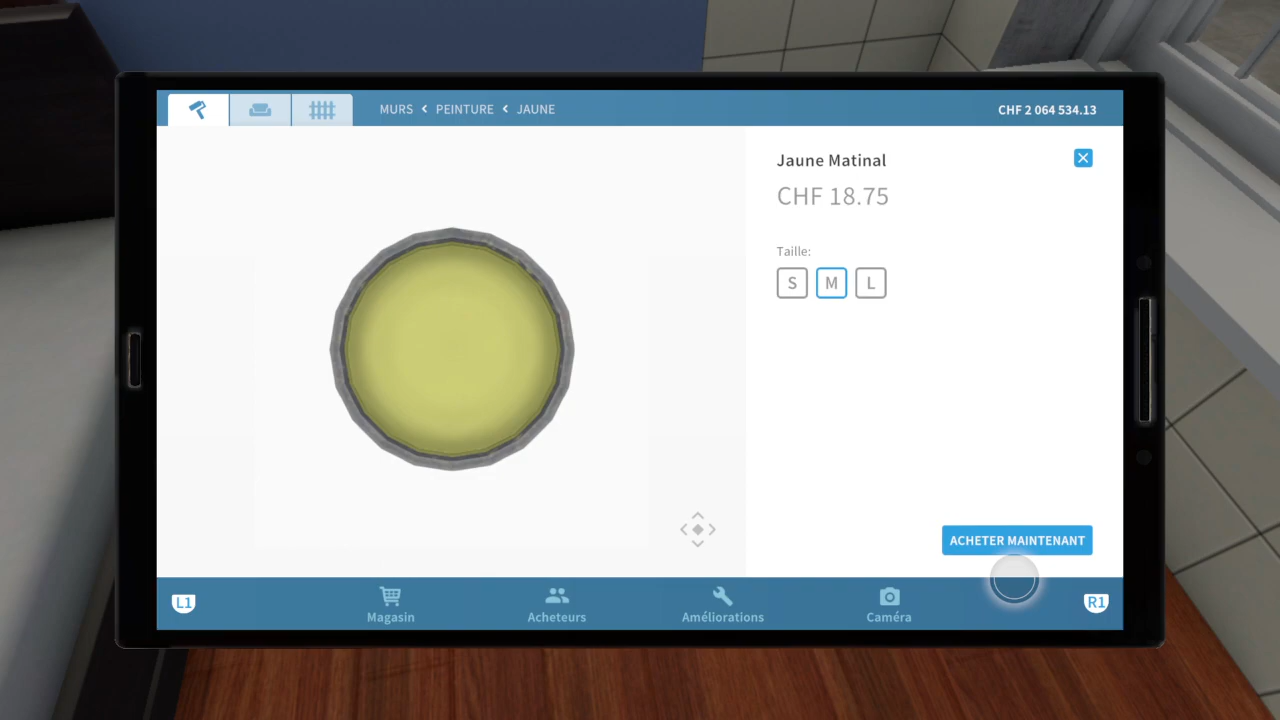 MURS < PEINTURE < JAUNE
CHF 2 064 534.13
Jaune Matinal
CHF 18.75
Taille:
S M L
ACHETER MAINTENANT
L1
Magasin
Acheteurs
Améliorations
Caméra
R1